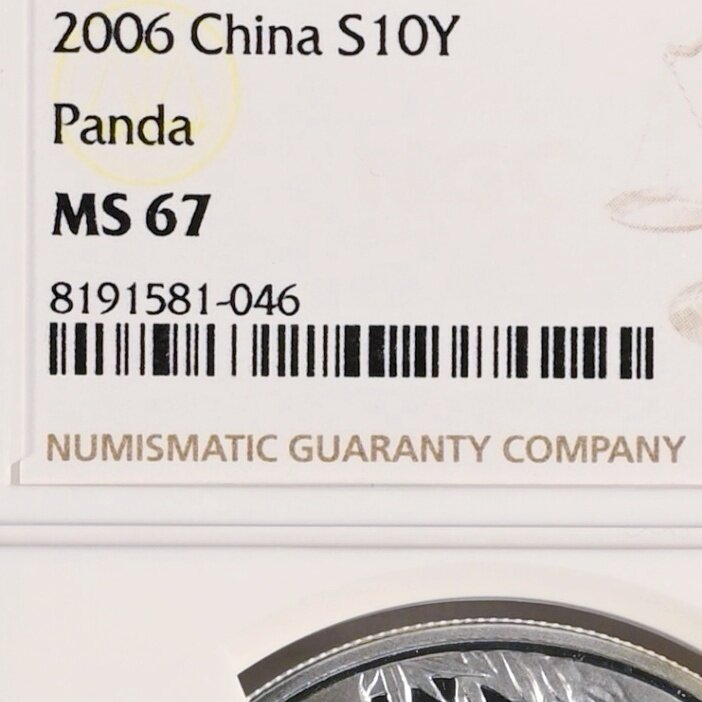 2006 China S10Y
Panda
MS 67
8191581-046
NUMISMATIC GUARANTY COMPANY